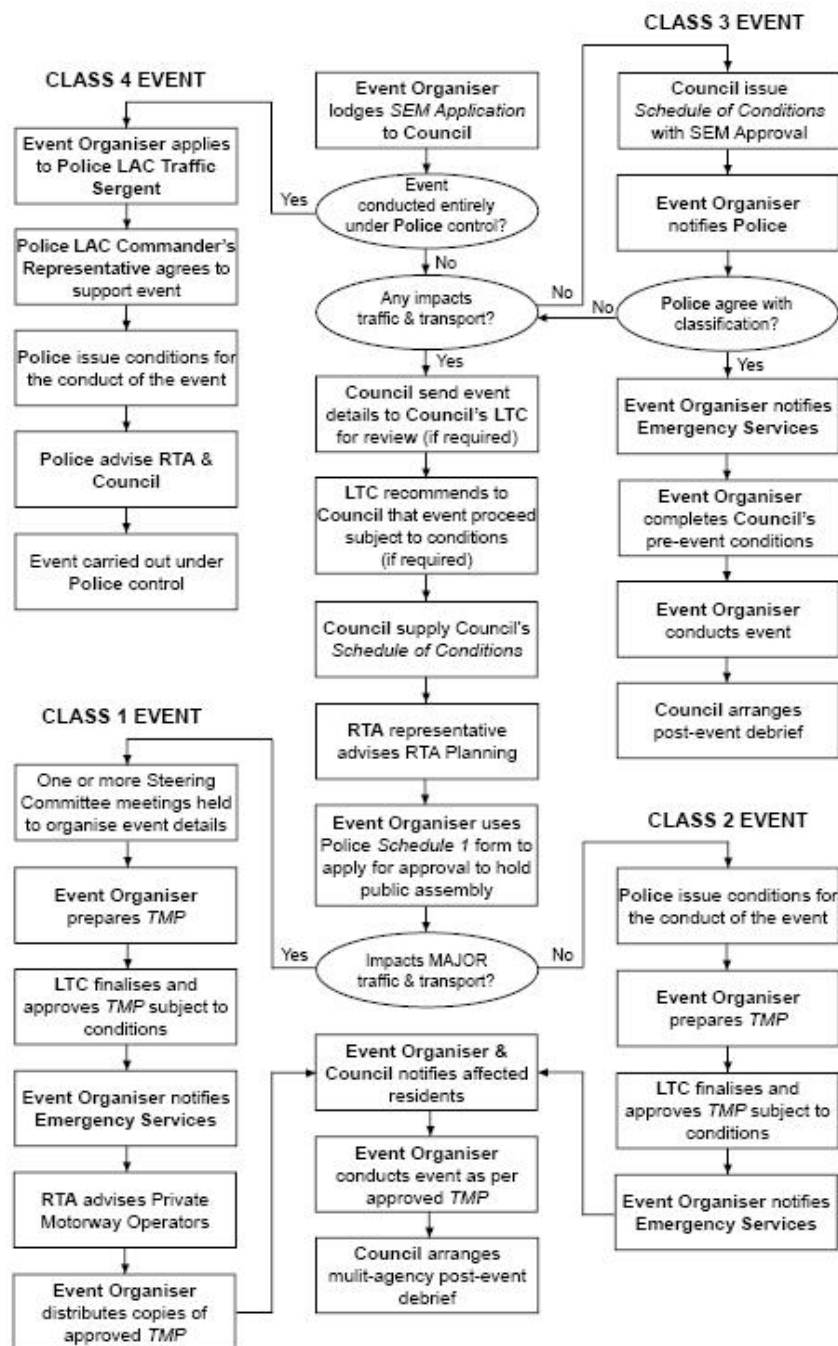 CLASS 4 EVENT
Event Organiser applies
to Police LAC Traffic
Sergent
Police LAC Commander's
Representative agrees to
support event
Police issue conditions for
the conduct of the event
Police advise RTA &
Council
Event carried out under
Police control
Event Organiser
lodges SEM Application
to Council
Yes
Event
conducted entirely
under Police control?
No
Any impacts
traffic & transport?
No
Yes
Council send event
details to Council's LTC
for review (if required)
LTC recommends to
Council that event proceed
subject to conditions
(if required)
Council supply Council's
Schedule of Conditions
RTA representative
advises RTA Planning
Event Organiser uses
Police Schedule 1 form to
apply for approval to hold
public assembly
Yes
Impacts MAJOR
traffic & transport?
No
CLASS 3 EVENT
Council issue
Schedule of Conditions
with SEM Approval
Event Organiser
notifies Police
No
Police agree with
classification?
Yes
Event Organiser notifies
Emergency Services
Event Organiser
completes Council's
pre-event conditions
Event Organiser
conducts event
Council arranges
post-event debrief
CLASS 1 EVENT
One or more Steering
Committee meetings held
to organise event details
Event Organiser
prepares TMP
LTC finalises and
approves TMP subject to
conditions
Event Organiser notifies
Emergency Services
RTA advises Private
Motorway Operators
Event Organiser
distributes copies of
approved TMP
CLASS 2 EVENT
Police issue conditions for
the conduct of the event
Event Organiser
prepares TMP
LTC finalises and
approves TMP subject to
conditions
Event Organiser notifies
Emergency Services
Event Organiser &
Council notifies affected
residents
Event Organiser
conducts event as per
approved TMP
Council arranges
mulit-agency post-event
debrief